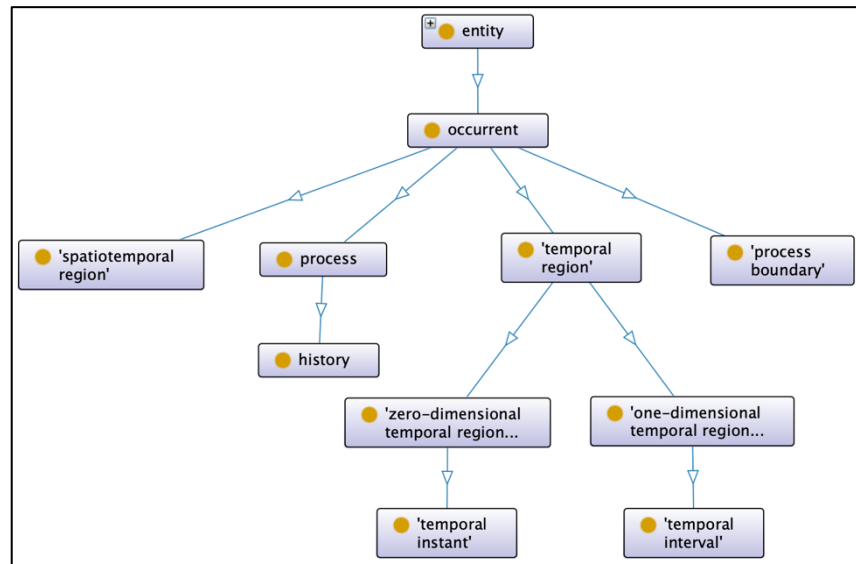 entity
occurrent
'spatiotemporal
region'
process
'temporal
region'
'process
boundary'
history
'zero-dimensional
temporal region...
'one-dimensional
temporal region...
'temporal
instant'
'temporal
interval'